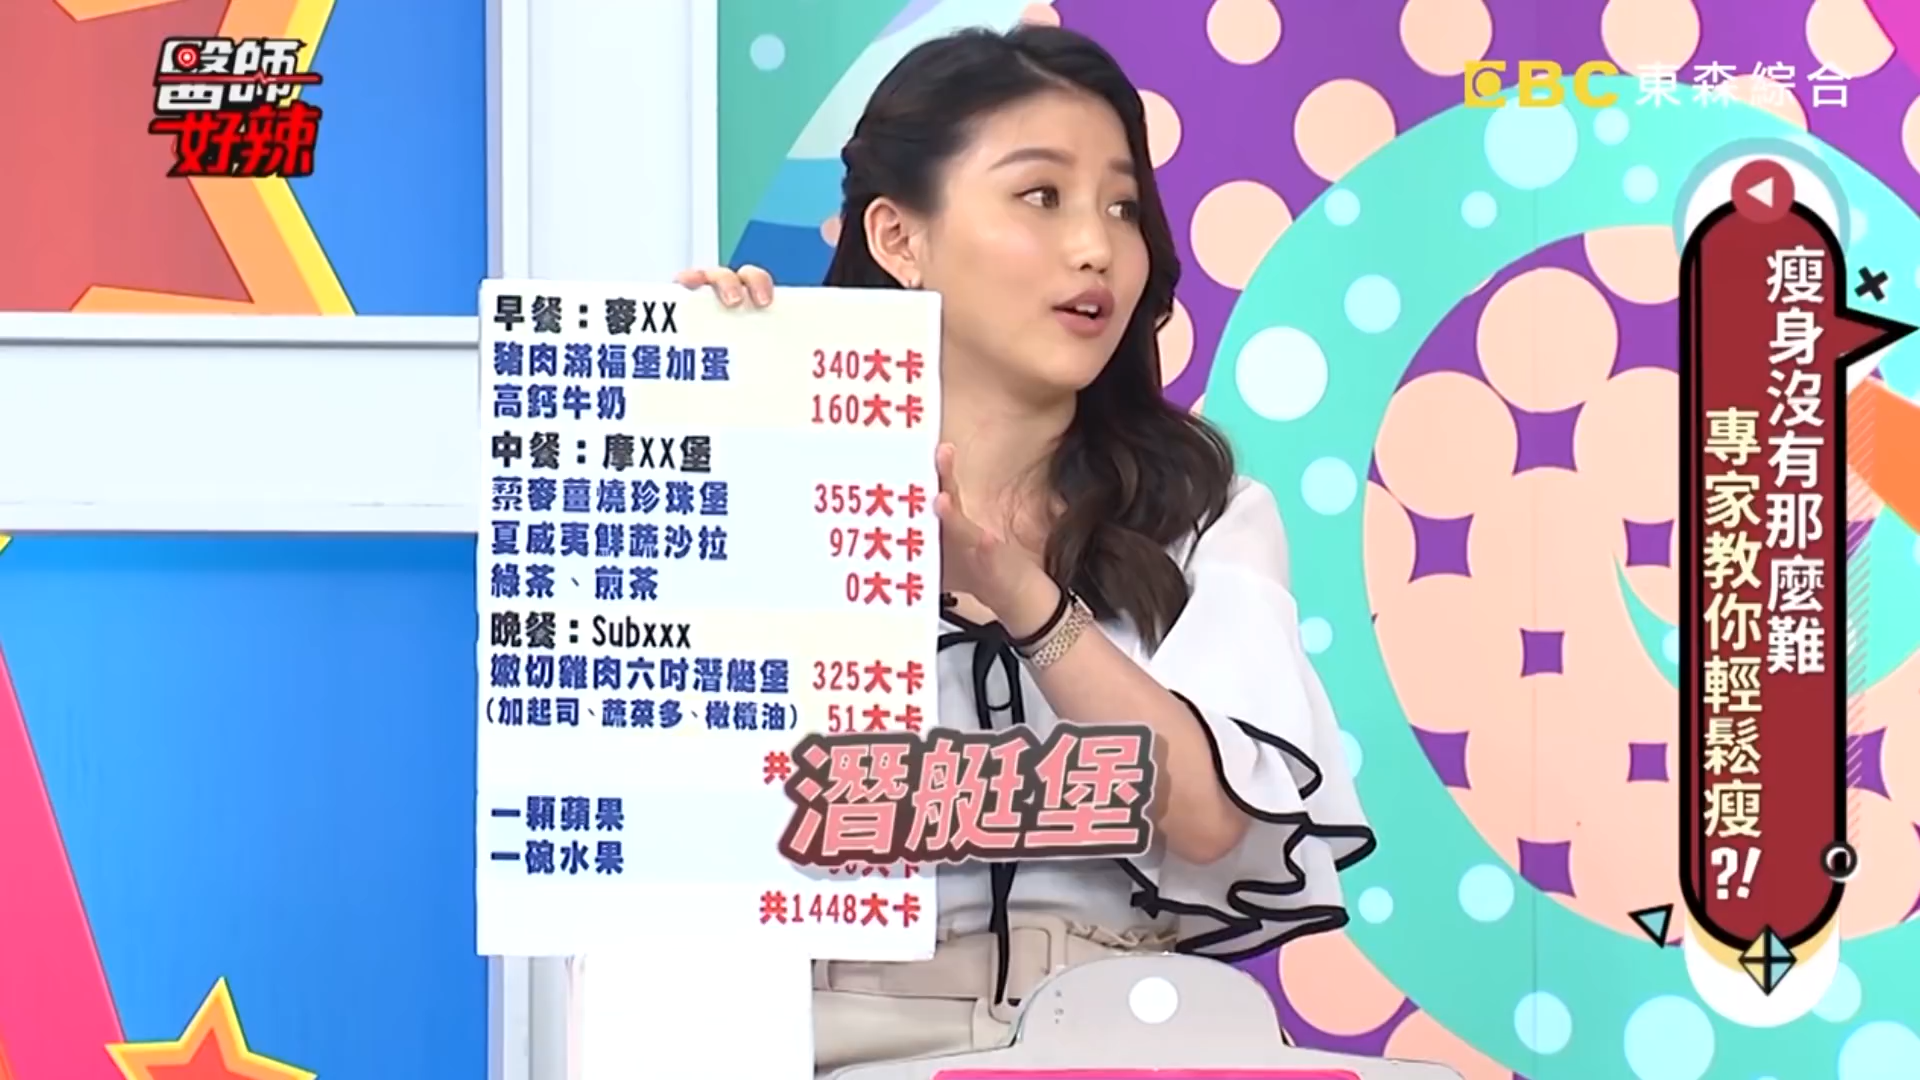 醫師
好辣
EBC 東森綜合
早餐：麥XX
豬肉滿福堡加蛋 340大卡
高鈣牛奶 160大卡
中餐：摩XX堡
藜麥薑燒珍珠堡 355大卡
夏威夷鮮蔬沙拉 97大卡
綠茶、煎茶 0大卡
晚餐：Subxxx
嫩切雞肉六吋潛艇堡 325大卡
(加起司、蔬菜多、橄欖油) 51大卡
共
潛艇堡
一顆蘋果
一碗水果
共1448大卡
瘦身沒有那麼難
專家教你輕鬆瘦?!